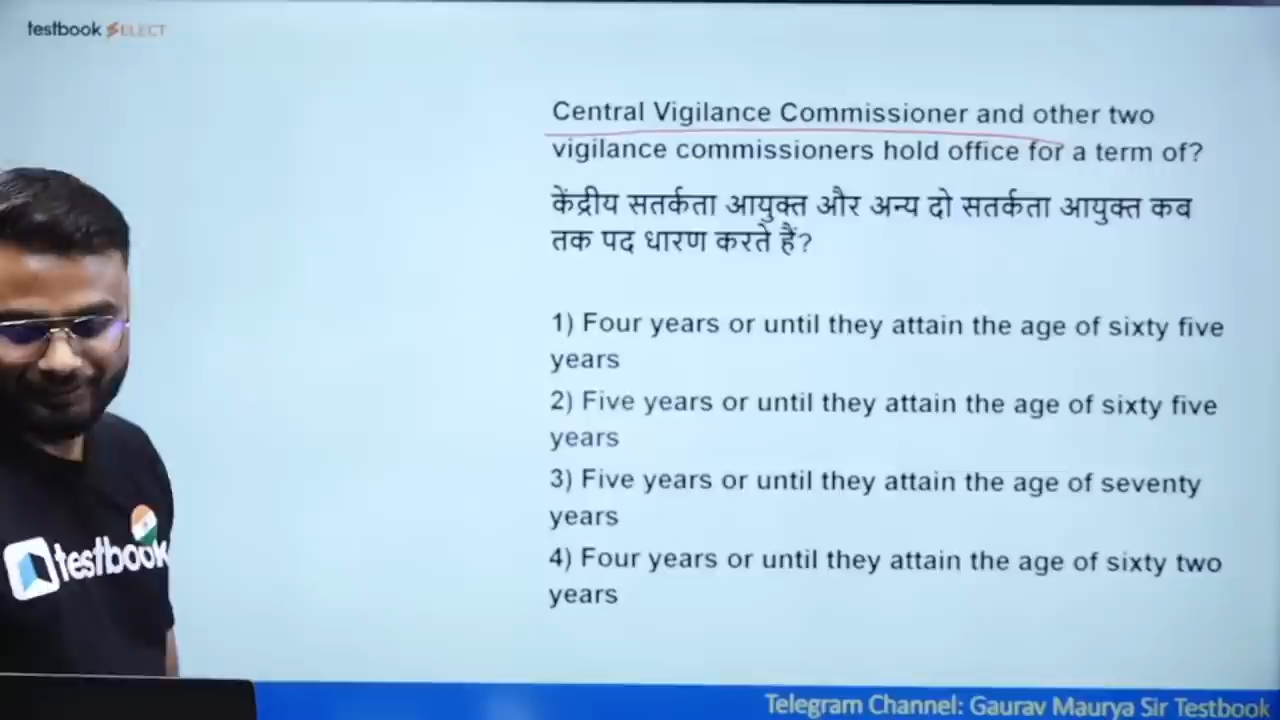 testbook SELECT
Central Vigilance Commissioner and other two
vigilance commissioners hold office for a term of?
केंद्रीय सतर्कता आयुक्त और अन्य दो सतर्कता आयुक्त कब
तक पद धारण करते हैं?
1) Four years or until they attain the age of sixty five
years
2) Five years or until they attain the age of sixty five
years
3) Five years or until they attain the age of seventy
years
4) Four years or until they attain the age of sixty two
years
testbook
Telegram Channel: Gaurav Maurya Sir Testbook